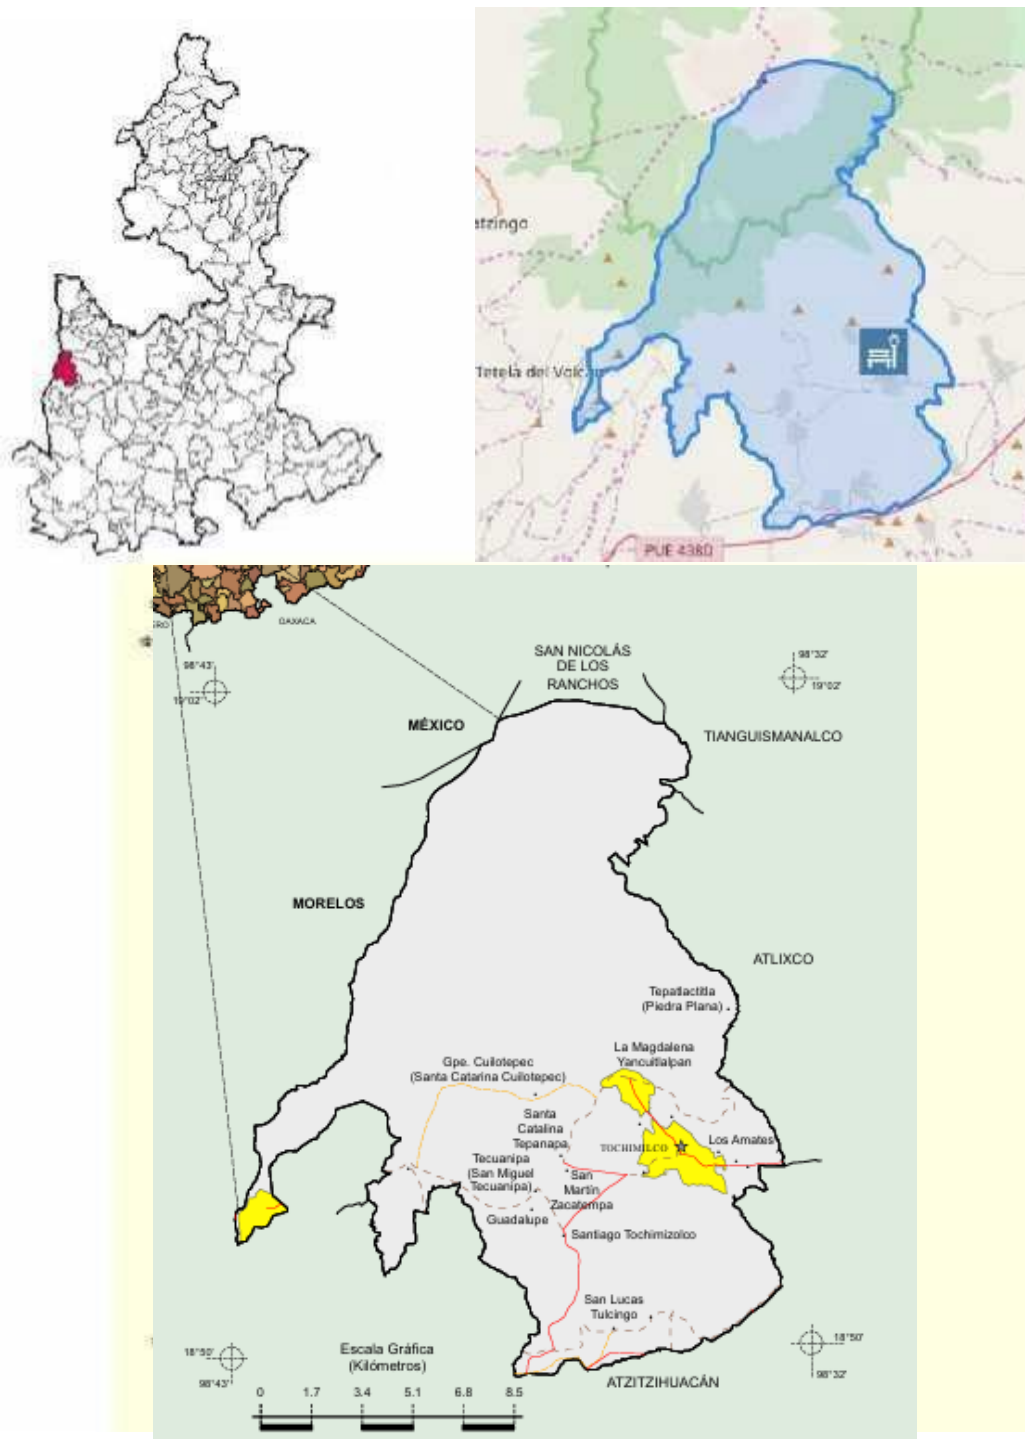 atzingo
Tetela del Volcán
PUE 438D
OAXACA
98°43'
19°02'
SAN NICOLÁS
DE LOS
RANCHOS
98°32'
19°02'
MÉXICO
TIANGUISMANALCO
MORELOS
ATLIXCO
Tepatlactitla
(Piedra Plana)
La Magdalena
Yancuitlalpan
Gpe. Cuilotepec
(Santa Catarina Cuilotepec)
Santa
Catalina
Tepanapa
TOCHIMILCO
Los Amates
Tecuanipa
(San Miguel
Tecuanipa)
San
Martín
Zacatempa
Guadalupe
Santiago Tochimizolco
San Lucas
Tulcingo
18°50'
98°43'
Escala Gráfica
(Kilómetros)
0 1.7 3.4 5.1 6.8 8.5
ATZITZIHUACÁN
18°50'
98°32'